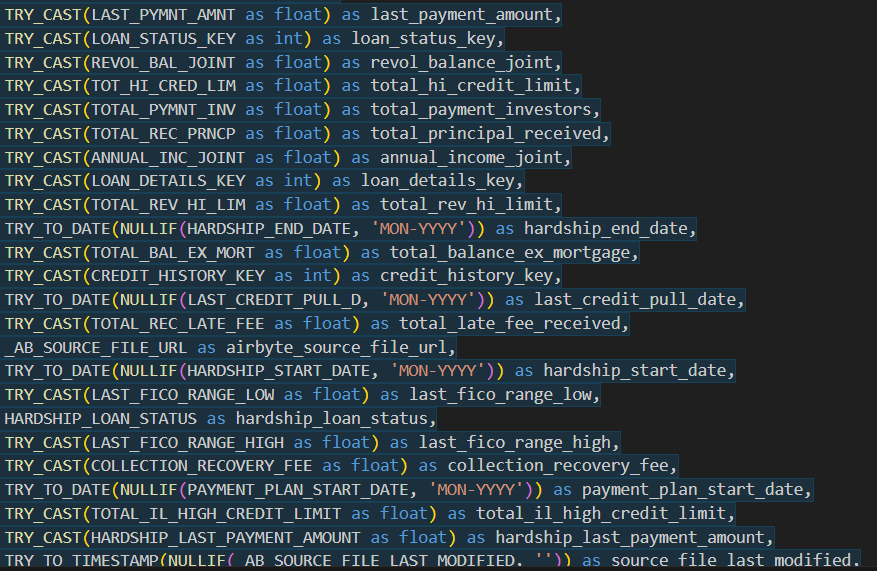 TRY_CAST(LAST_PYMNT_AMNT as float) as last_payment_amount,
TRY_CAST(LOAN_STATUS_KEY as int) as loan_status_key,
TRY_CAST(REVOL_BAL_JOINT as float) as revol_balance_joint,
TRY_CAST(TOT_HI_CRED_LIM as float) as total_hi_credit_limit,
TRY_CAST(TOTAL_PYMNT_INV as float) as total_payment_investors,
TRY_CAST(TOTAL_REC_PRNCP as float) as total_principal_received,
TRY_CAST(ANNUAL_INC_JOINT as float) as annual_income_joint,
TRY_CAST(LOAN_DETAILS_KEY as int) as loan_details_key,
TRY_CAST(TOTAL_REV_HI_LIM as float) as total_rev_hi_limit,
TRY_TO_DATE(NULLIF(HARDSHIP_END_DATE, 'MON-YYYY')) as hardship_end_date,
TRY_CAST(TOTAL_BAL_EX_MORT as float) as total_balance_ex_mortgage,
TRY_CAST(CREDIT_HISTORY_KEY as int) as credit_history_key,
TRY_TO_DATE(NULLIF(LAST_CREDIT_PULL_D, 'MON-YYYY')) as last_credit_pull_date,
TRY_CAST(TOTAL_REC_LATE_FEE as float) as total_late_fee_received,
_AB_SOURCE_FILE_URL as airbyte_source_file_url,
TRY_TO_DATE(NULLIF(HARDSHIP_START_DATE, 'MON-YYYY')) as hardship_start_date,
TRY_CAST(LAST_FICO_RANGE_LOW as float) as last_fico_range_low,
HARDSHIP_LOAN_STATUS as hardship_loan_status,
TRY_CAST(LAST_FICO_RANGE_HIGH as float) as last_fico_range_high,
TRY_CAST(COLLECTION_RECOVERY_FEE as float) as collection_recovery_fee,
TRY_TO_DATE(NULLIF(PAYMENT_PLAN_START_DATE, 'MON-YYYY')) as payment_plan_start_date,
TRY_CAST(TOTAL_IL_HIGH_CREDIT_LIMIT as float) as total_il_high_credit_limit,
TRY_CAST(HARDSHIP_LAST_PAYMENT_AMOUNT as float) as hardship_last_payment_amount,
TRY_TO_TIMESTAMP(NULLIF(_AB_SOURCE_FILE_LAST_MODIFIED, '')) as source_file_last_modified,